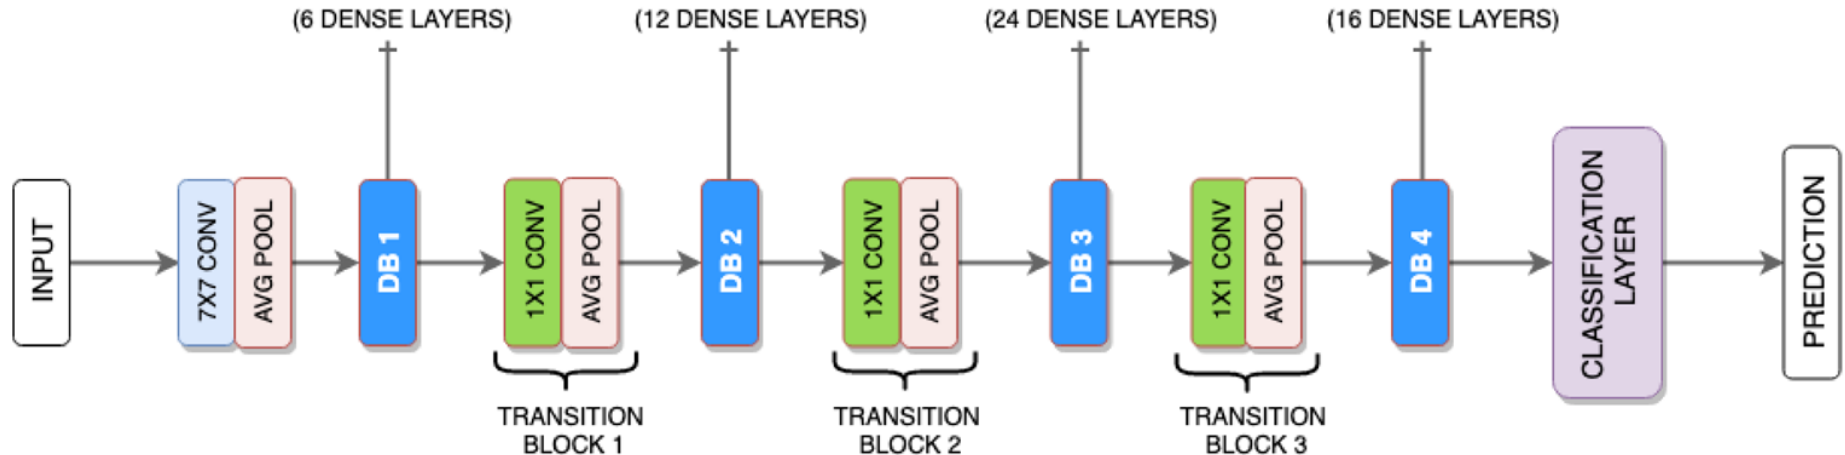 (6 DENSE LAYERS)
(12 DENSE LAYERS)
(24 DENSE LAYERS)
(16 DENSE LAYERS)
INPUT
7X7 CONV
AVG POOL
DB 1
1X1 CONV
AVG POOL
DB 2
1X1 CONV
AVG POOL
DB 3
1X1 CONV
AVG POOL
DB 4
CLASSIFICATION
LAYER
PREDICTION
TRANSITION
BLOCK 1
TRANSITION
BLOCK 2
TRANSITION
BLOCK 3